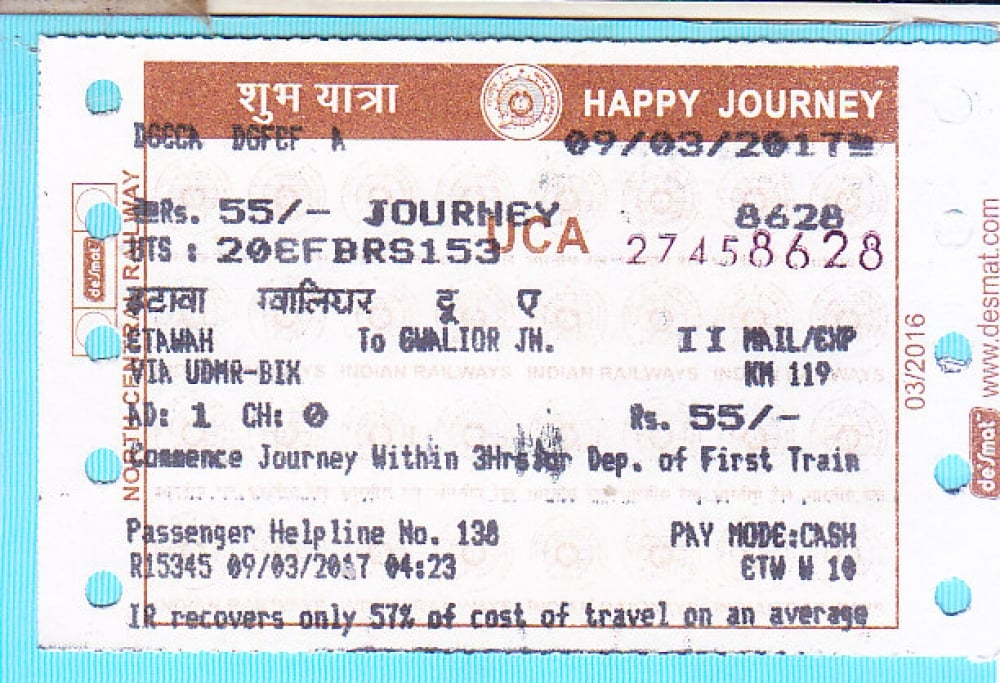 शुभ यात्रा HAPPY JOURNEY
09/03/2017
Rs. 55/- JOURNEY 8628
UCA 27458628
UTS : 20EFBRS153
इटावा ग्वालियर दू ए
ETAWAH To GWALIOR JN. II MAIL/EXP
VIA UDMR-BIX KM 119
AD: 1 CH: 0 Rs. 55/-
Commence Journey Within 3Hrs/or Dep. of First Train
Passenger Helpline No. 138 PAY MODE:CASH
R15345 09/03/2017 04:23 ETW W 10
IR recovers only 57% of cost of travel on an average
NORTH CENTRAL RAILWAY
desmat
03/2016
desmat www.desmat.com
INDIAN RAILWAYS INDIAN RAILWAYS